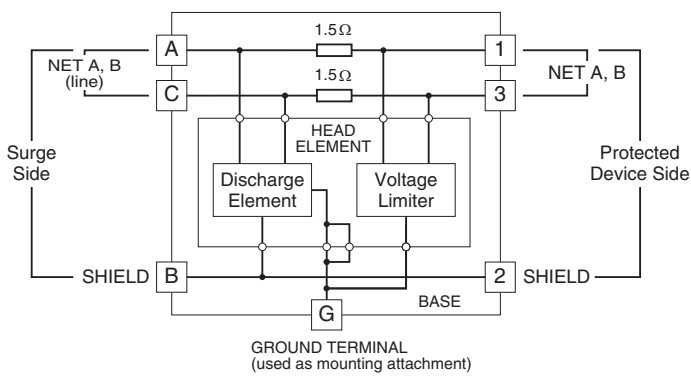 1.5Ω
A
1
NET A, B
(line)
NET A, B
1.5Ω
C
3
HEAD
ELEMENT
Surge
Side
Discharge
Element
Voltage
Limiter
Protected
Device Side
SHIELD
B
2
SHIELD
BASE
G
GROUND TERMINAL
(used as mounting attachment)